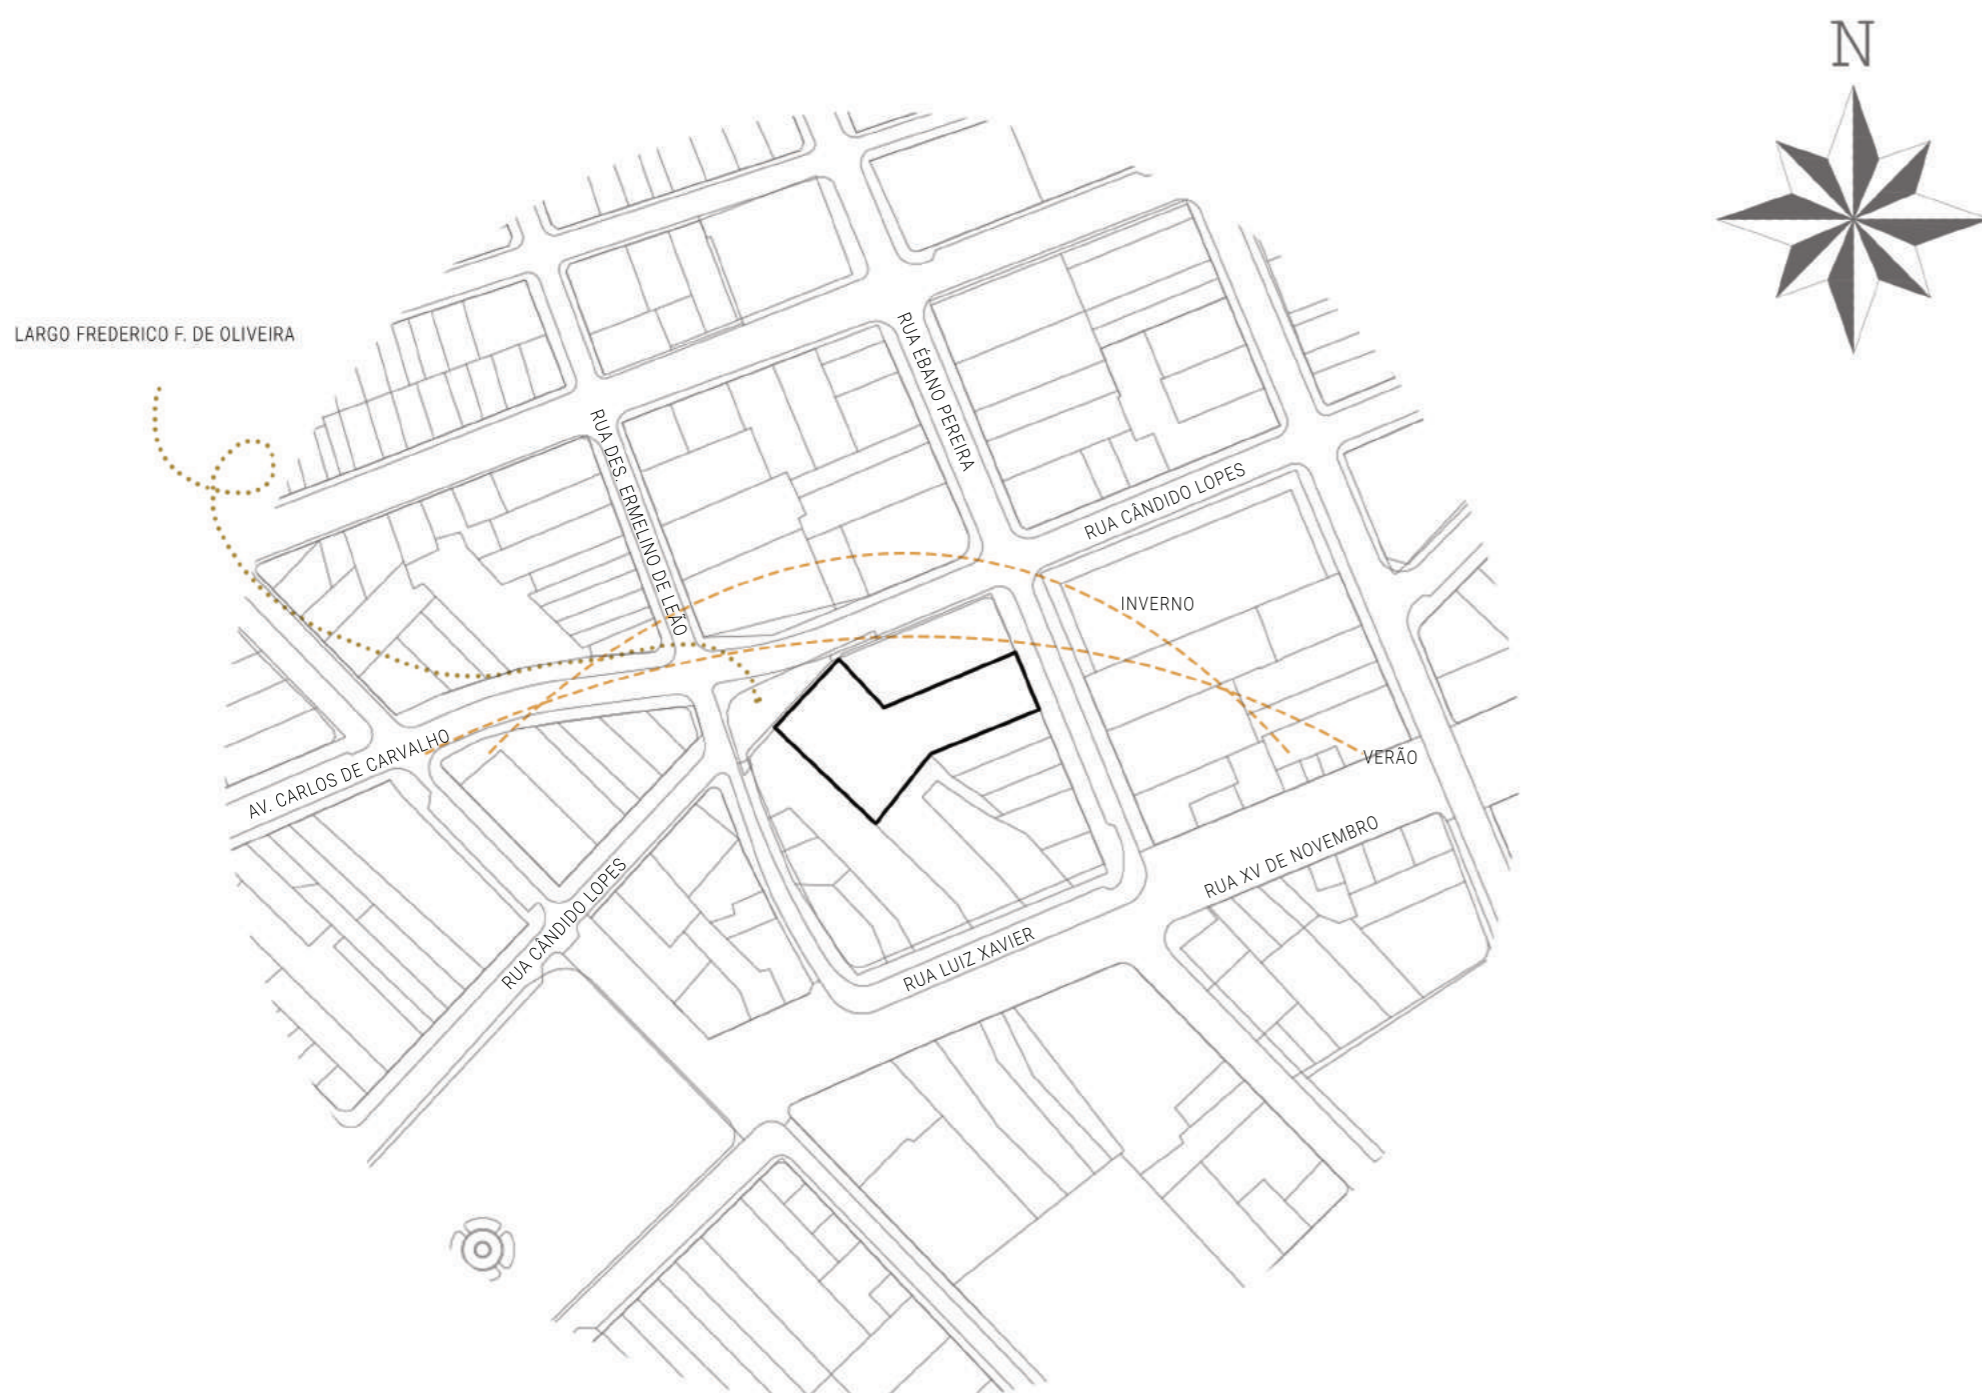 N
LARGO FREDERICO F. DE OLIVEIRA
RUA ÉBANO PEREIRA
RUA DES. ERMELINO DE LEÃO
RUA CÂNDIDO LOPES
INVERNO
VERÃO
AV. CARLOS DE CARVALHO
RUA XV DE NOVEMBRO
RUA CÂNDIDO LOPES
RUA LUIZ XAVIER